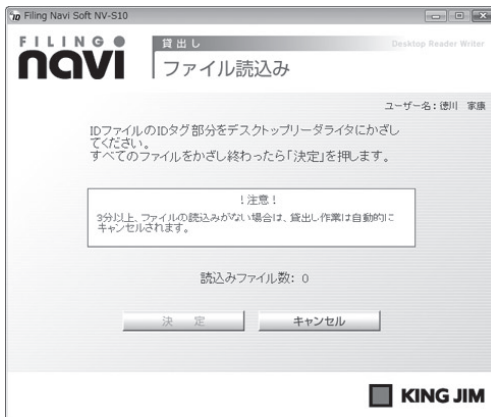 Filing Navi Soft NV-S10
FILING
navi
貸出し
Desktop Reader Writer
ファイル読込み
ユーザー名：徳川 家康
IDファイルのIDタグ部分をデスクトップリーダライタにかざし
てください。
すべてのファイルをかざし終わったら「決定」を押します。
！注意！
3分以上、ファイルの読込みがない場合は、貸出し作業は自動的に
キャンセルされます。
読込みファイル数：0
決 定
キャンセル
KING JIM